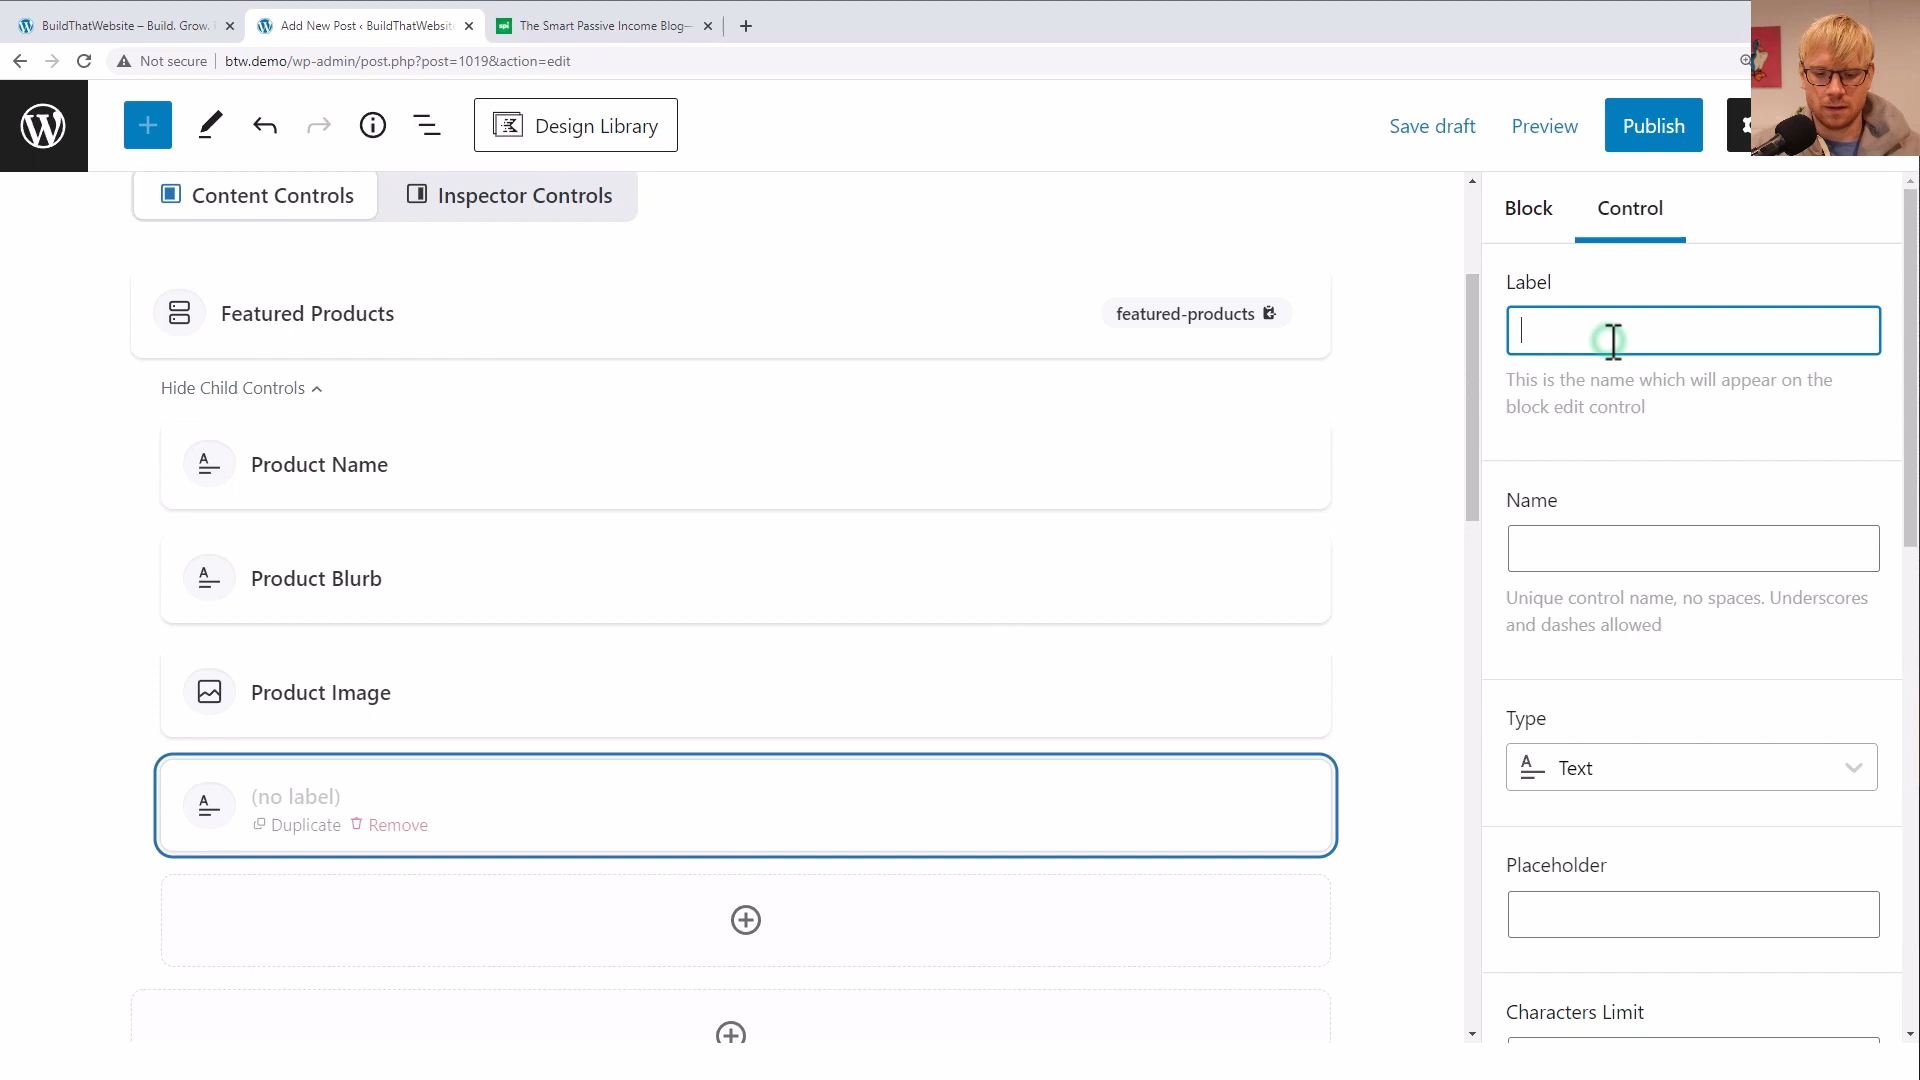 BuildThatWebsite – Build. Grow.
Add New Post ‹ BuildThatWebsite
spi
The Smart Passive Income Blog—
Not secure
btw.demo/wp-admin/post.php?post=1019&action=edit
Design Library
Save draft
Preview
Publish
Content Controls
Inspector Controls
Featured Products
featured-products
Hide Child Controls
Product Name
Product Blurb
Product Image
(no label)
Duplicate
Remove
Block
Control
Label
This is the name which will appear on the
block edit control
Name
Unique control name, no spaces. Underscores
and dashes allowed
Type
Text
Placeholder
Characters Limit